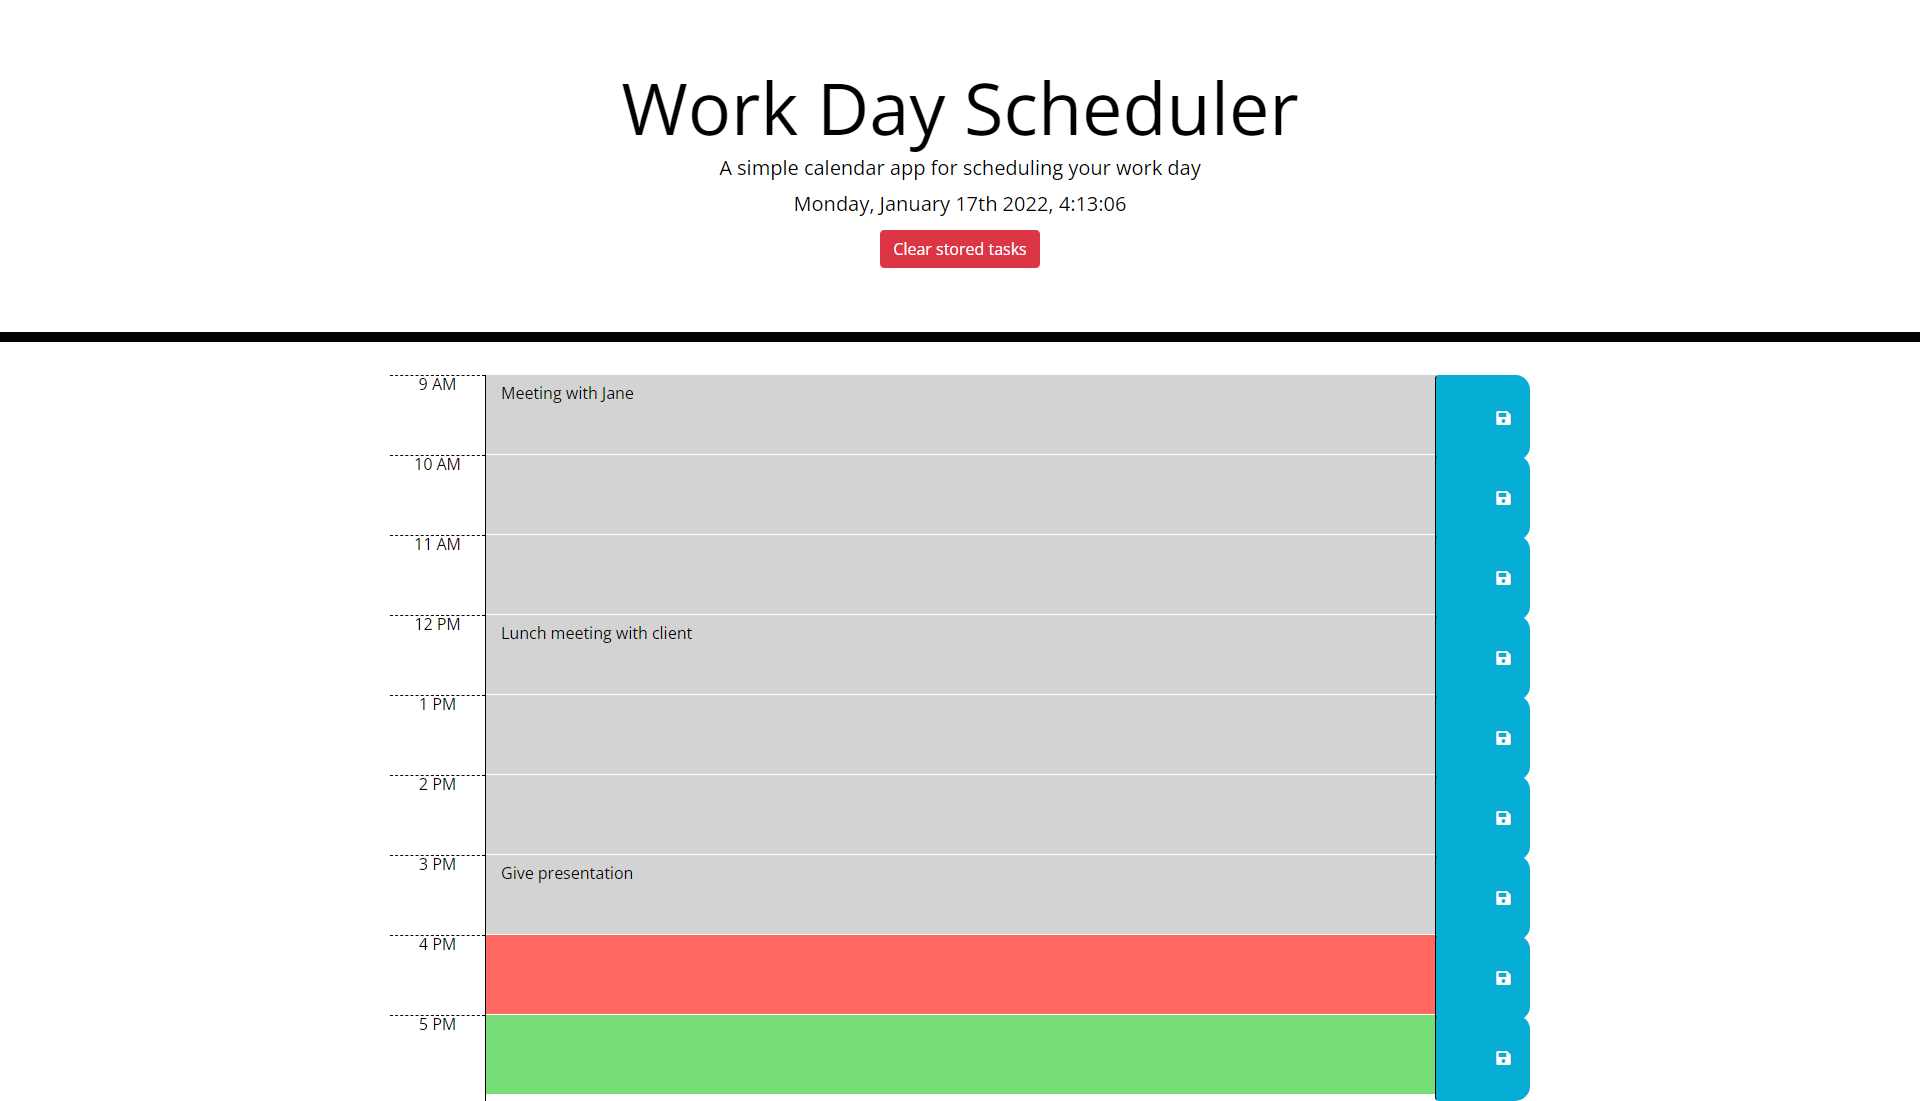 Work Day Scheduler
A simple calendar app for scheduling your work day
Monday, January 17th 2022, 4:13:06
Clear stored tasks
9 AM Meeting with Jane
10 AM
11 AM
12 PM Lunch meeting with client
1 PM
2 PM
3 PM Give presentation
4 PM
5 PM